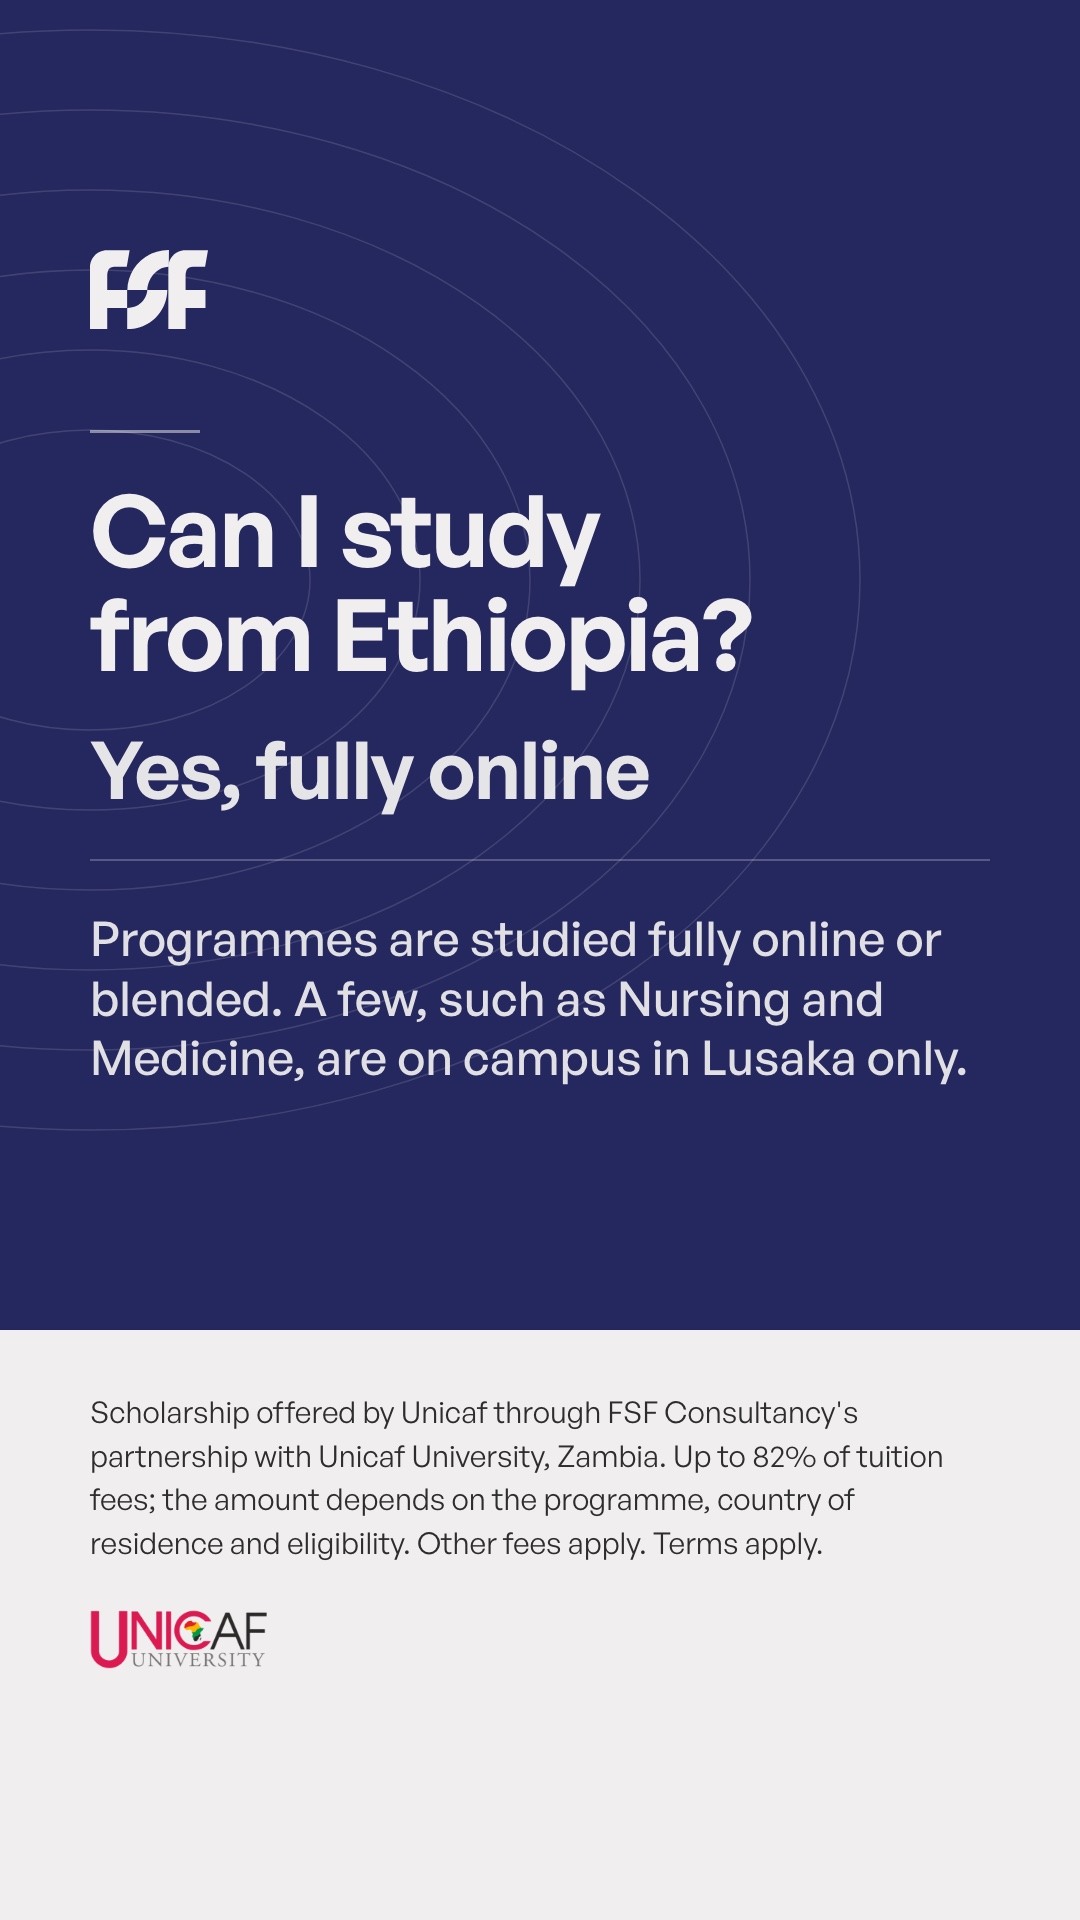 FSF
Can I study
from Ethiopia?
Yes, fully online
Programmes are studied fully online or
blended. A few, such as Nursing and
Medicine, are on campus in Lusaka only.
Scholarship offered by Unicaf through FSF Consultancy's
partnership with Unicaf University, Zambia. Up to 82% of tuition
fees; the amount depends on the programme, country of
residence and eligibility. Other fees apply. Terms apply.
UNICAF
UNIVERSITY